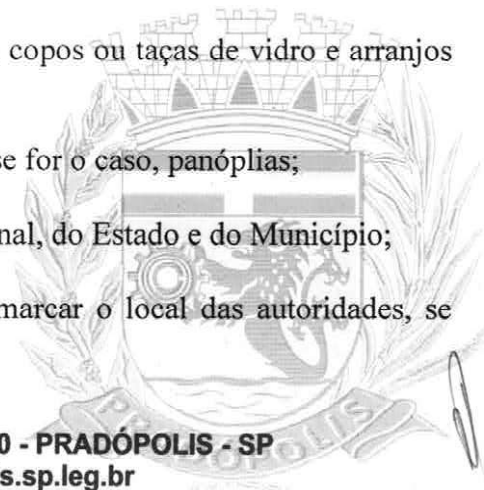 copos ou taças de vidro e arranjos
se for o caso, panóplias;
nal, do Estado e do Município;
marcar o local das autoridades, se
PRADÓPOLIS
0 - PRADÓPOLIS - SP
s.sp.leg.br